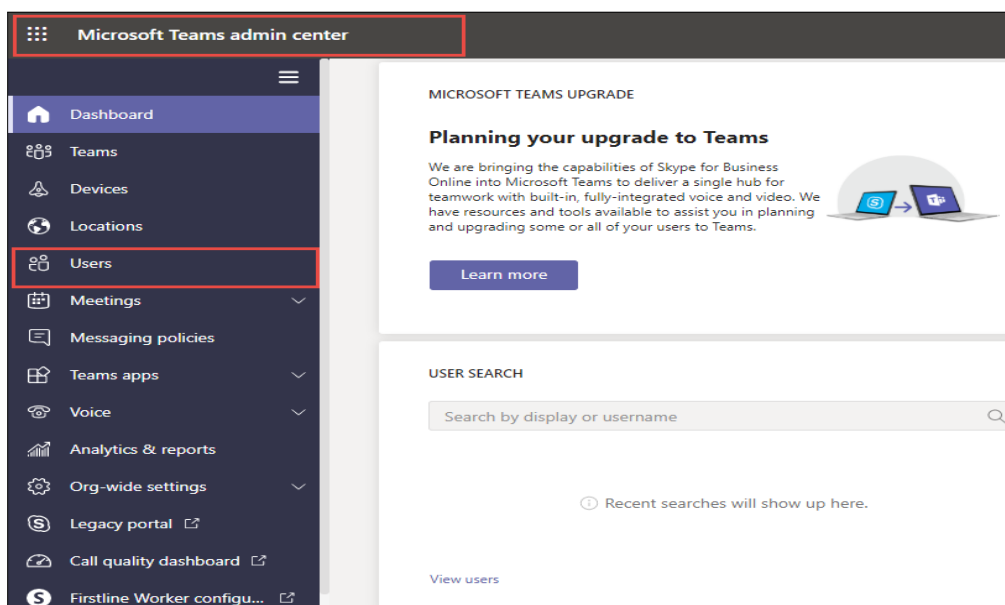 Microsoft Teams admin center
Dashboard
Teams
Devices
Locations
Users
Meetings
Messaging policies
Teams apps
Voice
Analytics & reports
Org-wide settings
Legacy portal
Call quality dashboard
Firstline Worker configu...
MICROSOFT TEAMS UPGRADE
Planning your upgrade to Teams
We are bringing the capabilities of Skype for Business
Online into Microsoft Teams to deliver a single hub for
teamwork with built-in, fully-integrated voice and video. We
have resources and tools available to assist you in planning
and upgrading some or all of your users to Teams.
Learn more
USER SEARCH
Search by display or username
Recent searches will show up here.
View users